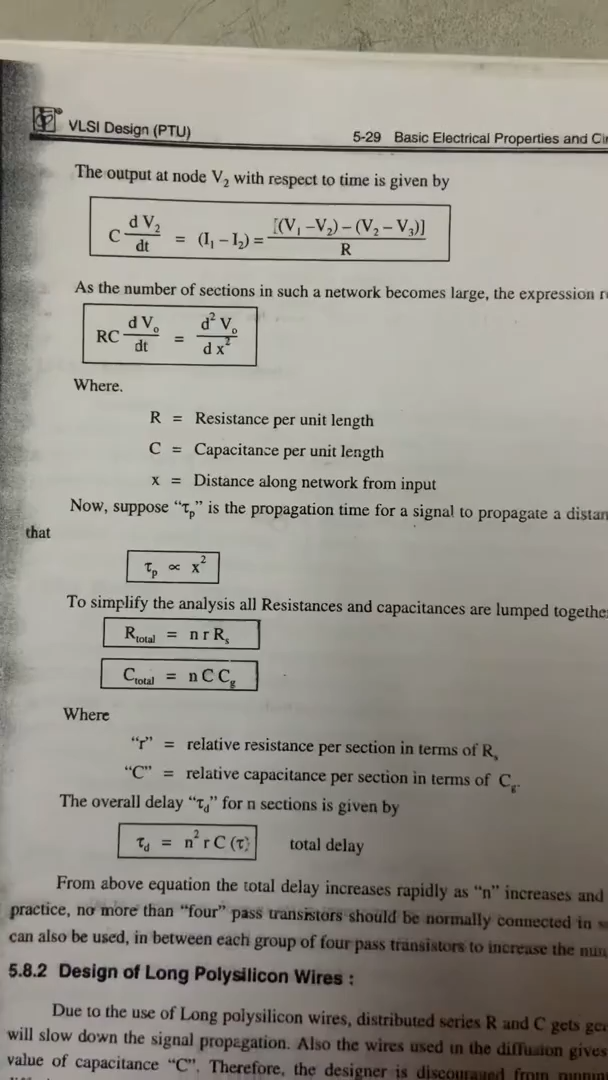 VLSI Design (PTU)
5-29 Basic Electrical Properties and
The output at node V₂ with respect to time is given by
C dV₂/dt = (I₁ – I₂) = [(V₁ –V₂) – (V₂ – V₃)]/R
As the number of sections in such a network becomes large, the expression
RC dVₒ/dt = d²Vₒ/dx²
Where.
R = Resistance per unit length
C = Capacitance per unit length
x = Distance along network from input
Now, suppose “τₚ” is the propagation time for a signal to propagate a
that
τₚ ∝ x²
To simplify the analysis all Resistances and capacitances are lumped
R_total = n r Rₛ
C_total = n C C_g
Where
“r” = relative resistance per section in terms of Rₛ
“C” = relative capacitance per section in terms of C_g.
The overall delay “τ_d” for n sections is given by
τ_d = n² r C (τ) total delay
From above equation the total delay increases rapidly as “n” increases and
practice, no more than “four” pass transistors should be normally connected in
can also be used, in between each group of four pass transistors to increase the
5.8.2 Design of Long Polysilicon Wires :
Due to the use of Long polysilicon wires, distributed series R and C gets
will slow down the signal propagation. Also the wires used in the diffusion gives
value of capacitance “C”. Therefore, the designer is discouraged from